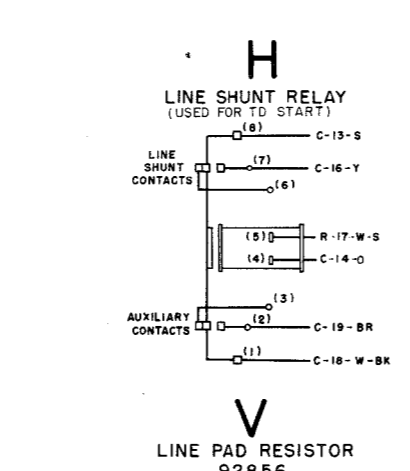 H
LINE SHUNT RELAY
(USED FOR TD START)
(8) C-13-S
LINE
SHUNT
CONTACTS
(7) C-16-Y
(6)
(5) R-17-W-S
(4) C-14-O
(3)
AUXILIARY
CONTACTS
(2) C-19-BR
(1) C-18-W-BK
V
LINE PAD RESISTOR
92856